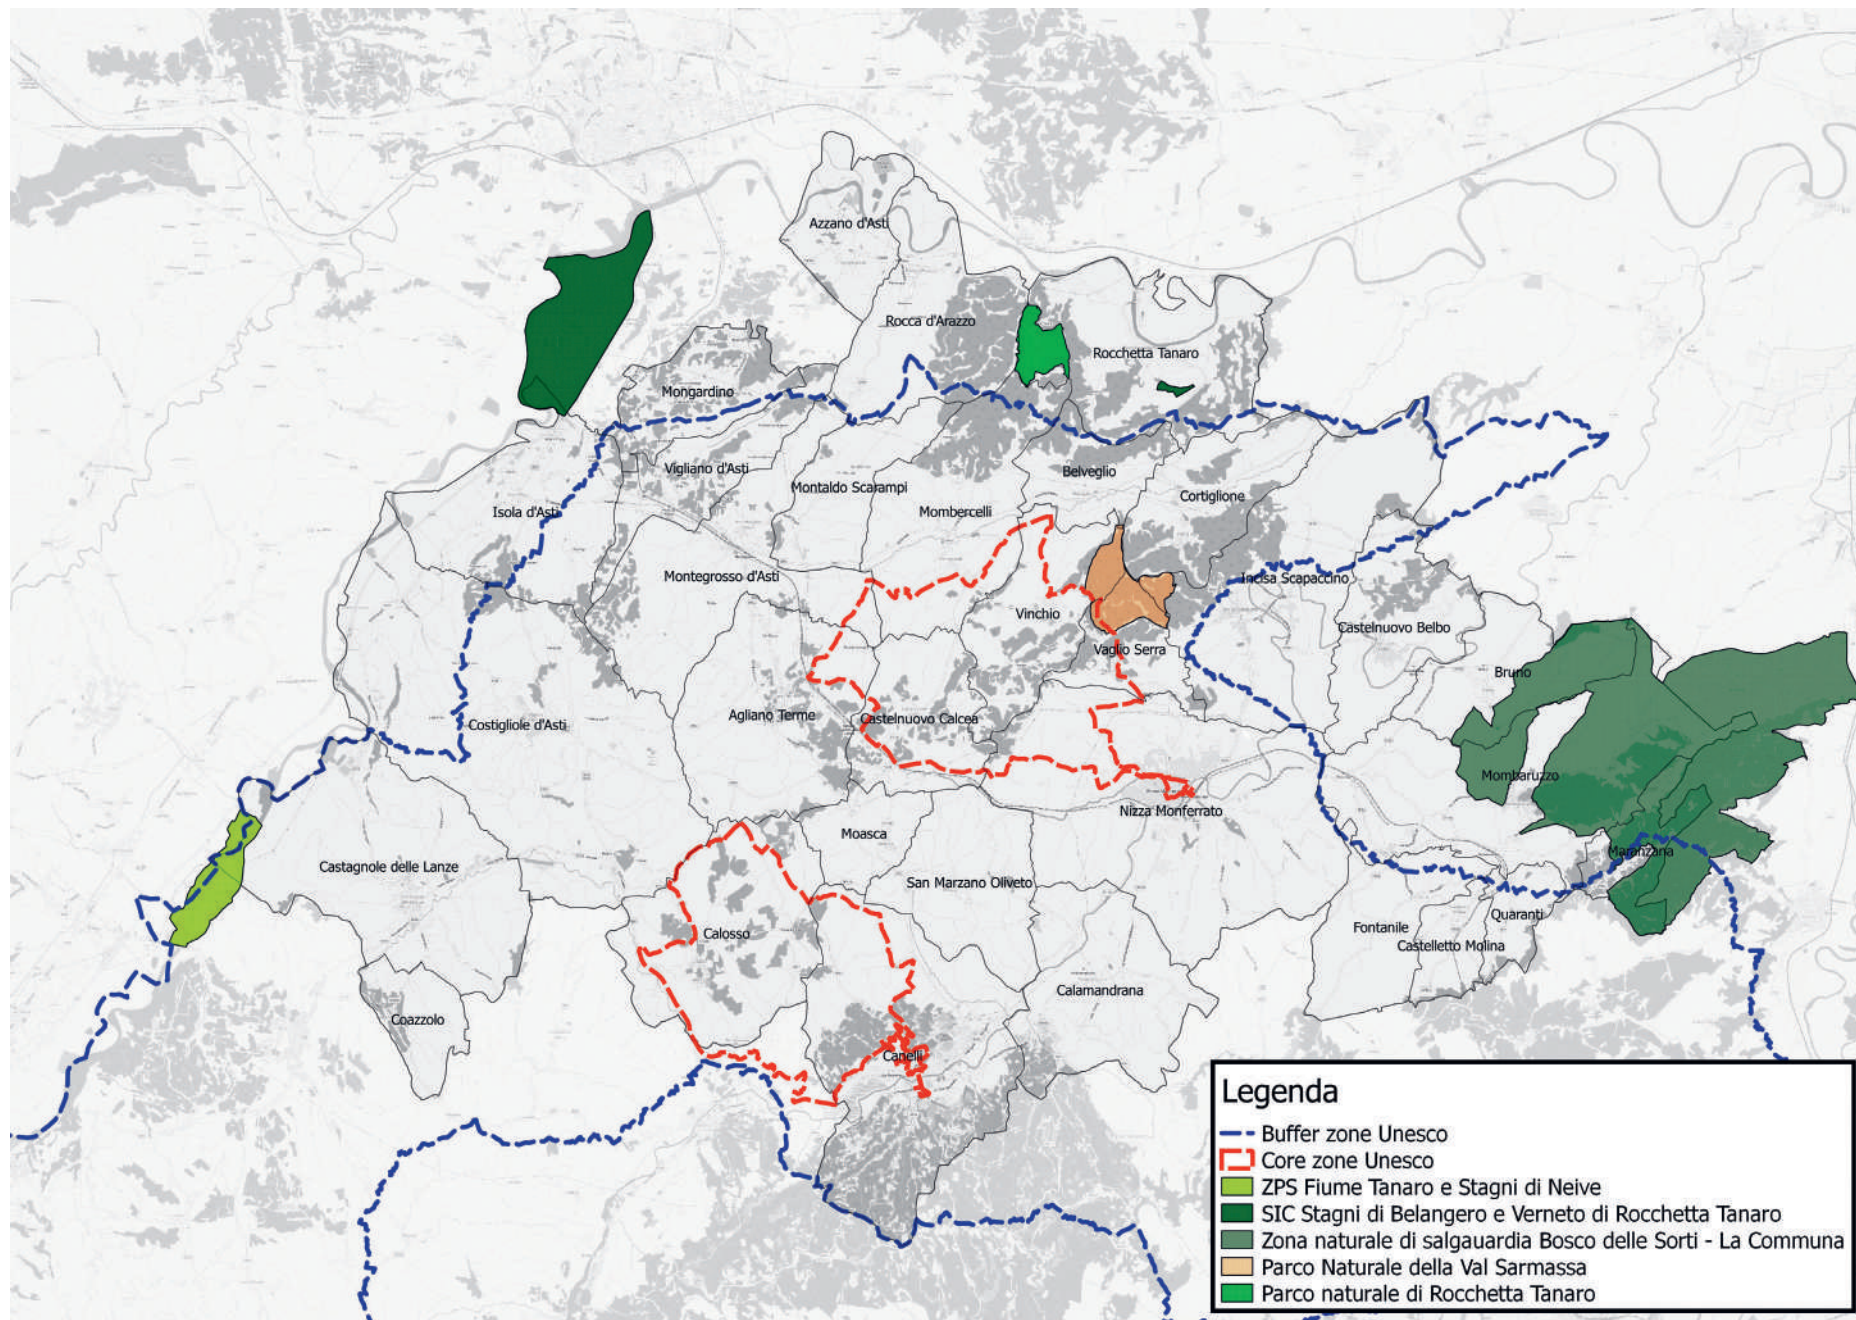 Azzano d'Asti
Rocca d'Arazzo
Rocchetta Tanaro
Mongardino
Vigliano d'Asti
Belveglio
Montaldo Scarampi
Cortiglione
Isola d'Asti
Mombercelli
Montegrosso d'Asti
Incisa Scapaccino
Vinchio
Castelnuovo Belbo
Vaglio Serra
Bruno
Agliano Terme
Castelnuovo Calcea
Costigliole d'Asti
Mombaruzzo
Nizza Monferrato
Moasca
Maranzana
Castagnole delle Lanze
San Marzano Oliveto
Quaranti
Fontanile
Calosso
Castelletto Molina
Calamandrana
Coazzolo
Canelli
Legenda
Buffer zone Unesco
Core zone Unesco
ZPS Fiume Tanaro e Stagni di Neive
SIC Stagni di Belangero e Verneto di Rocchetta Tanaro
Zona naturale di salgauardia Bosco delle Sorti - La Communa
Parco Naturale della Val Sarmassa
Parco naturale di Rocchetta Tanaro